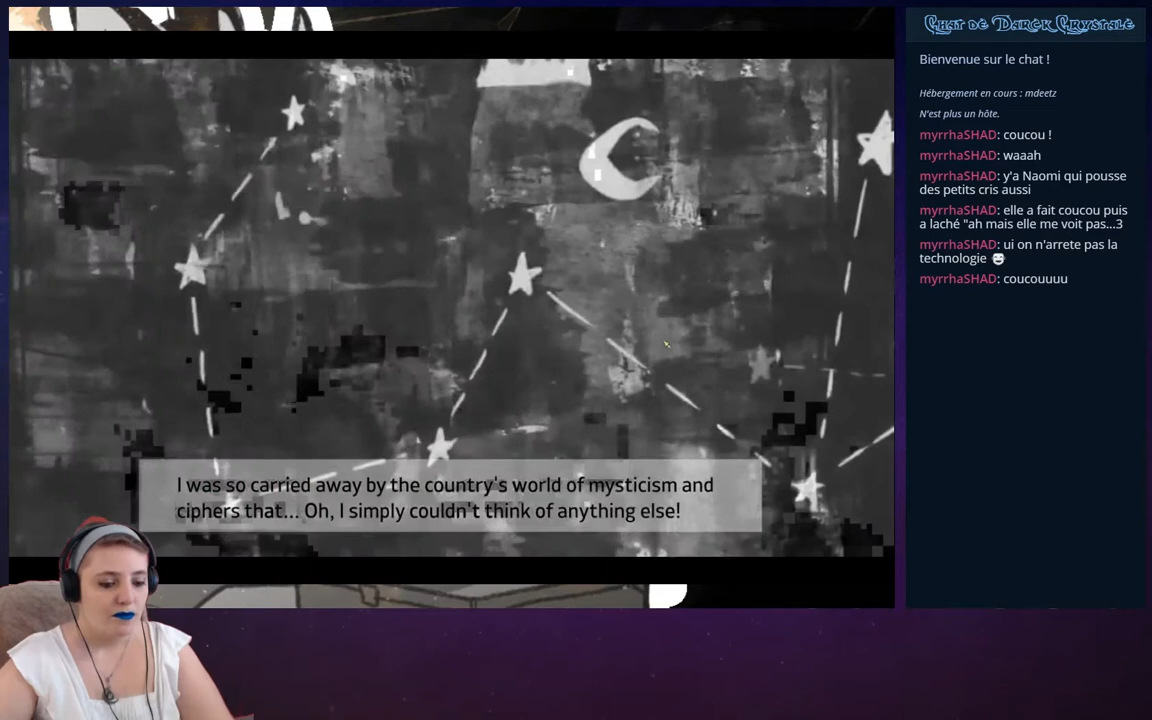 I was so carried away by the country's world of mysticism and
ciphers that... Oh, I simply couldn't think of anything else!
Chat de Darck Crystale
Bienvenue sur le chat !
Hébergement en cours : mdeetz
N'est plus un hôte.
myrrhaSHAD: coucou !
myrrhaSHAD: waaah
myrrhaSHAD: y'a Naomi qui pousse
des petits cris aussi
myrrhaSHAD: elle a fait coucou puis
a laché "ah mais elle me voit pas...3
myrrhaSHAD: ui on n'arrete pas la
technologie
myrrhaSHAD: coucouuuu